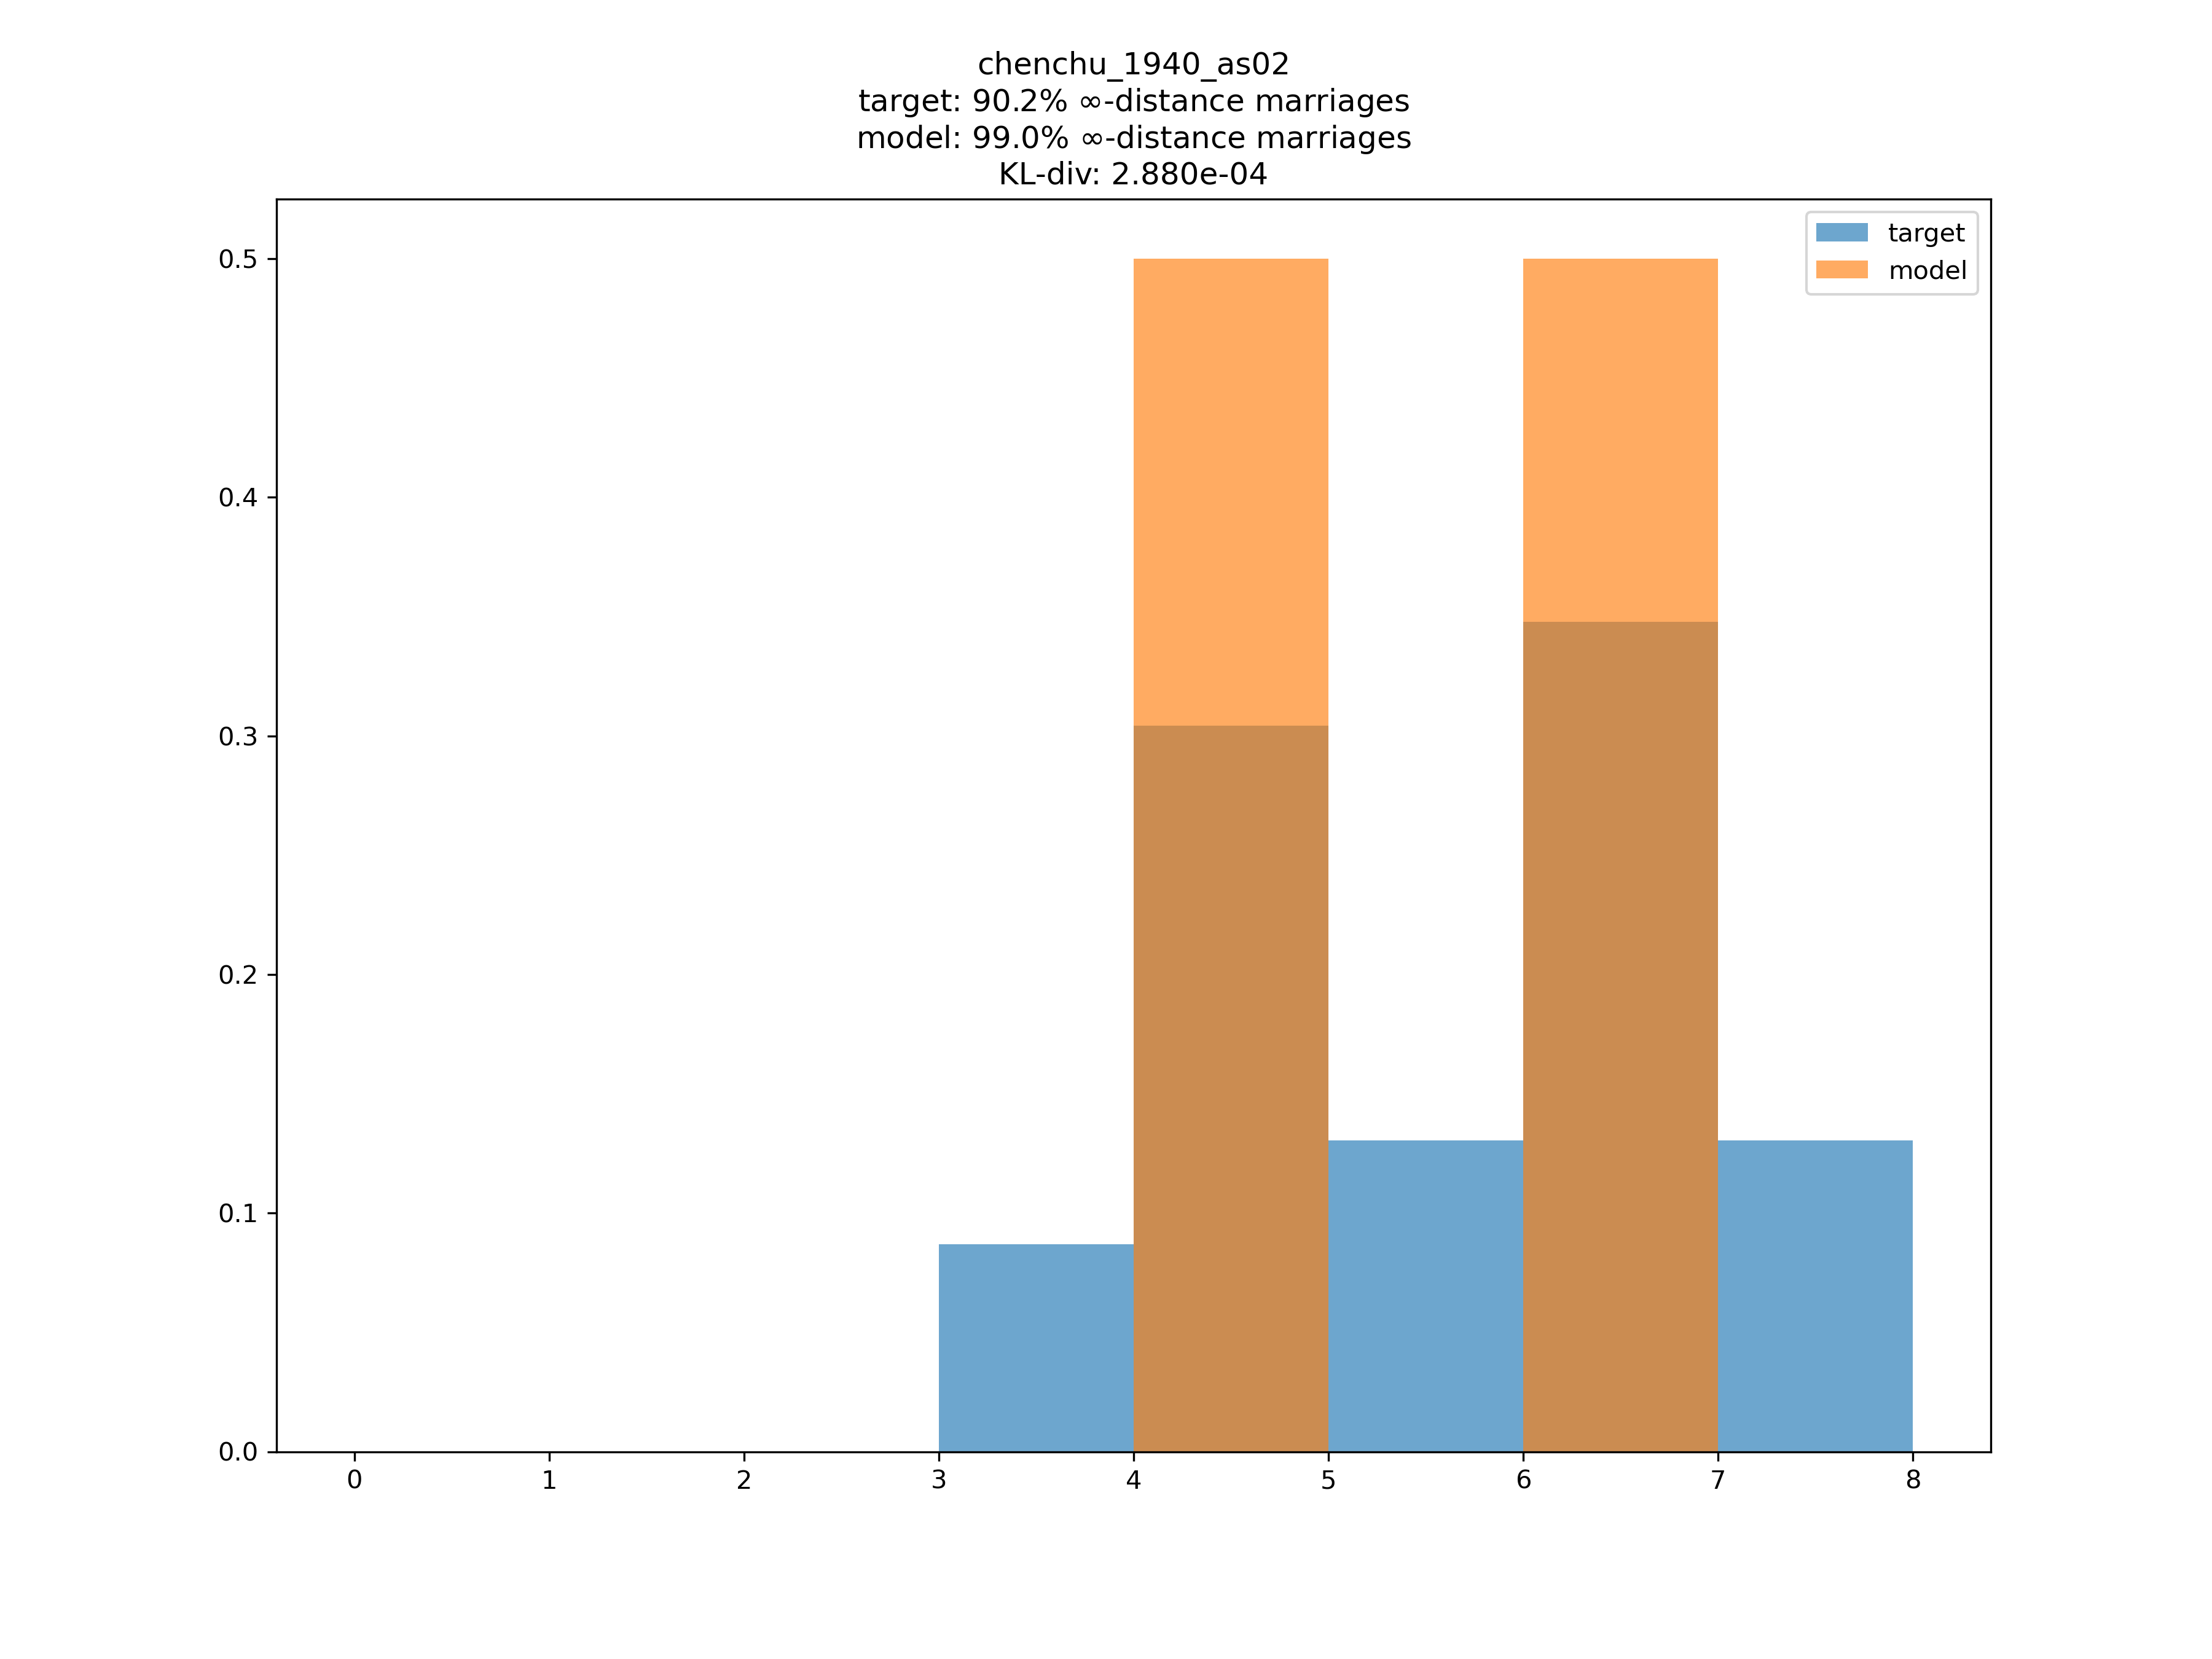 chenchu_1940_as02
target: 90.2% ∞-distance marriages
model: 99.0% ∞-distance marriages
KL-div: 2.880e-04
target
model
0.5
0.4
0.3
0.2
0.1
0.0
0 1 2 3 4 5 6 7 8